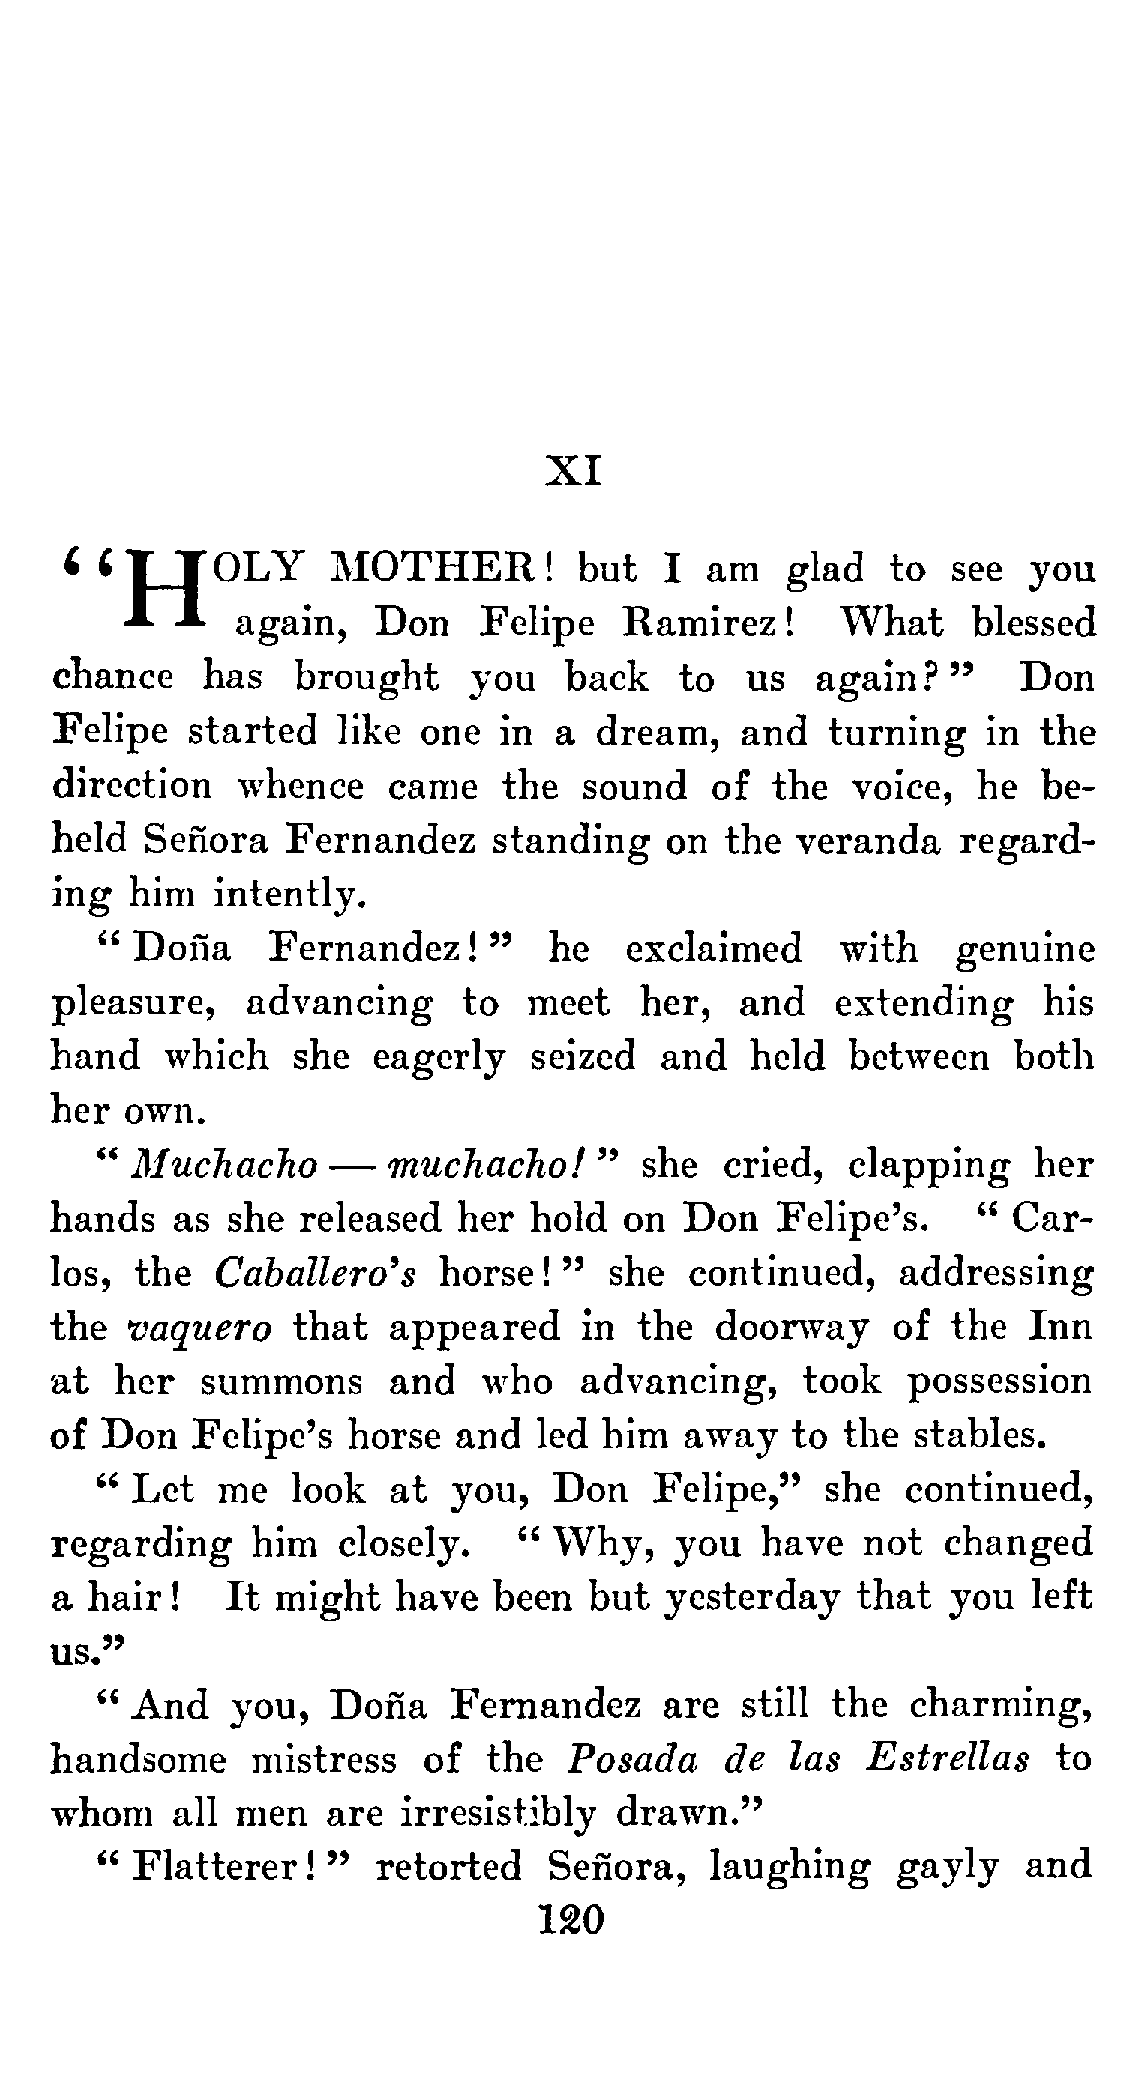 XI
“HOLY MOTHER! but I am glad to see you
again, Don Felipe Ramirez! What blessed
chance has brought you back to us again?” Don
Felipe started like one in a dream, and turning in the
direction whence came the sound of the voice, he be-
held Señora Fernandez standing on the veranda regard-
ing him intently.
“Doña Fernandez!” he exclaimed with genuine
pleasure, advancing to meet her, and extending his
hand which she eagerly seized and held between both
her own.
“Muchacho — muchacho!” she cried, clapping her
hands as she released her hold on Don Felipe’s. “Car-
los, the Caballero’s horse!” she continued, addressing
the vaquero that appeared in the doorway of the Inn
at her summons and who advancing, took possession
of Don Felipe’s horse and led him away to the stables.
“Let me look at you, Don Felipe,” she continued,
regarding him closely. “Why, you have not changed
a hair! It might have been but yesterday that you left
us.”
“And you, Doña Fernandez are still the charming,
handsome mistress of the Posada de las Estrellas to
whom all men are irresistibly drawn.”
“Flatterer!” retorted Señora, laughing gayly and
120